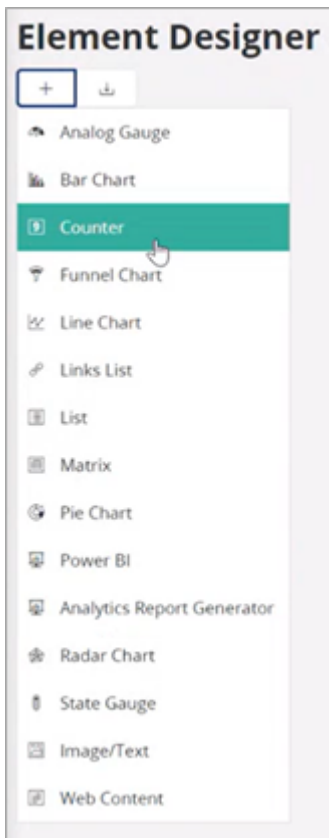 Element Designer
Analog Gauge
Bar Chart
Counter
Funnel Chart
Line Chart
Links List
List
Matrix
Pie Chart
Power BI
Analytics Report Generator
Radar Chart
State Gauge
Image/Text
Web Content